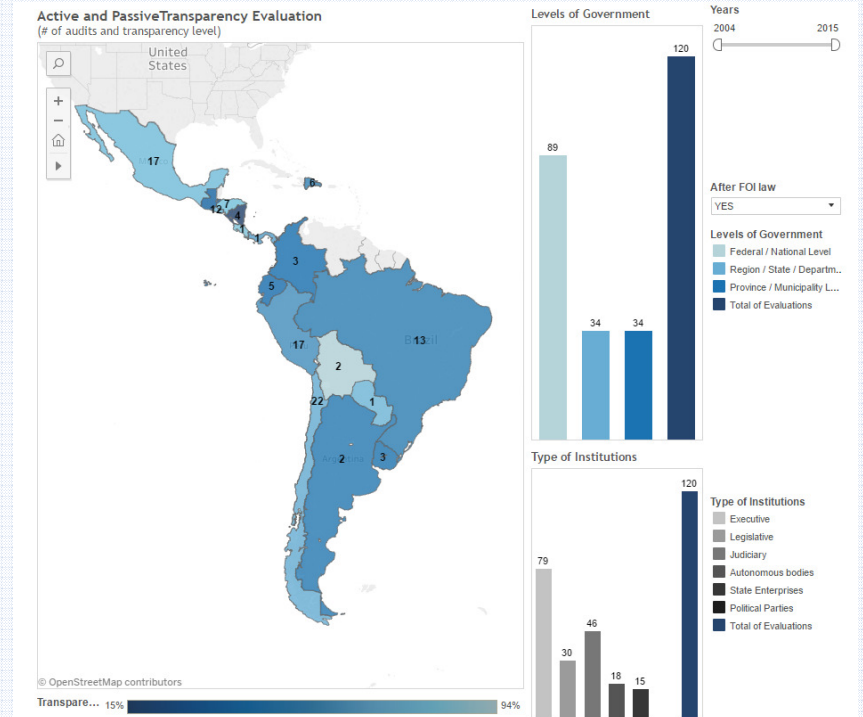 Active and PassiveTransparency Evaluation
(# of audits and transparency level)
United
States
17
6
7
12
4
1
1
3
5
17
13
2
22
1
2
3
© OpenStreetMap contributors
Transpare... 15% 94%
Levels of Government
120
89
34 34
Type of Institutions
120
79
46
30
18
15
Years
2004 2015
After FOI law
YES
Levels of Government
Federal / National Level
Region / State / Departm..
Province / Municipality L...
Total of Evaluations
Type of Institutions
Executive
Legislative
Judiciary
Autonomous bodies
State Enterprises
Political Parties
Total of Evaluations